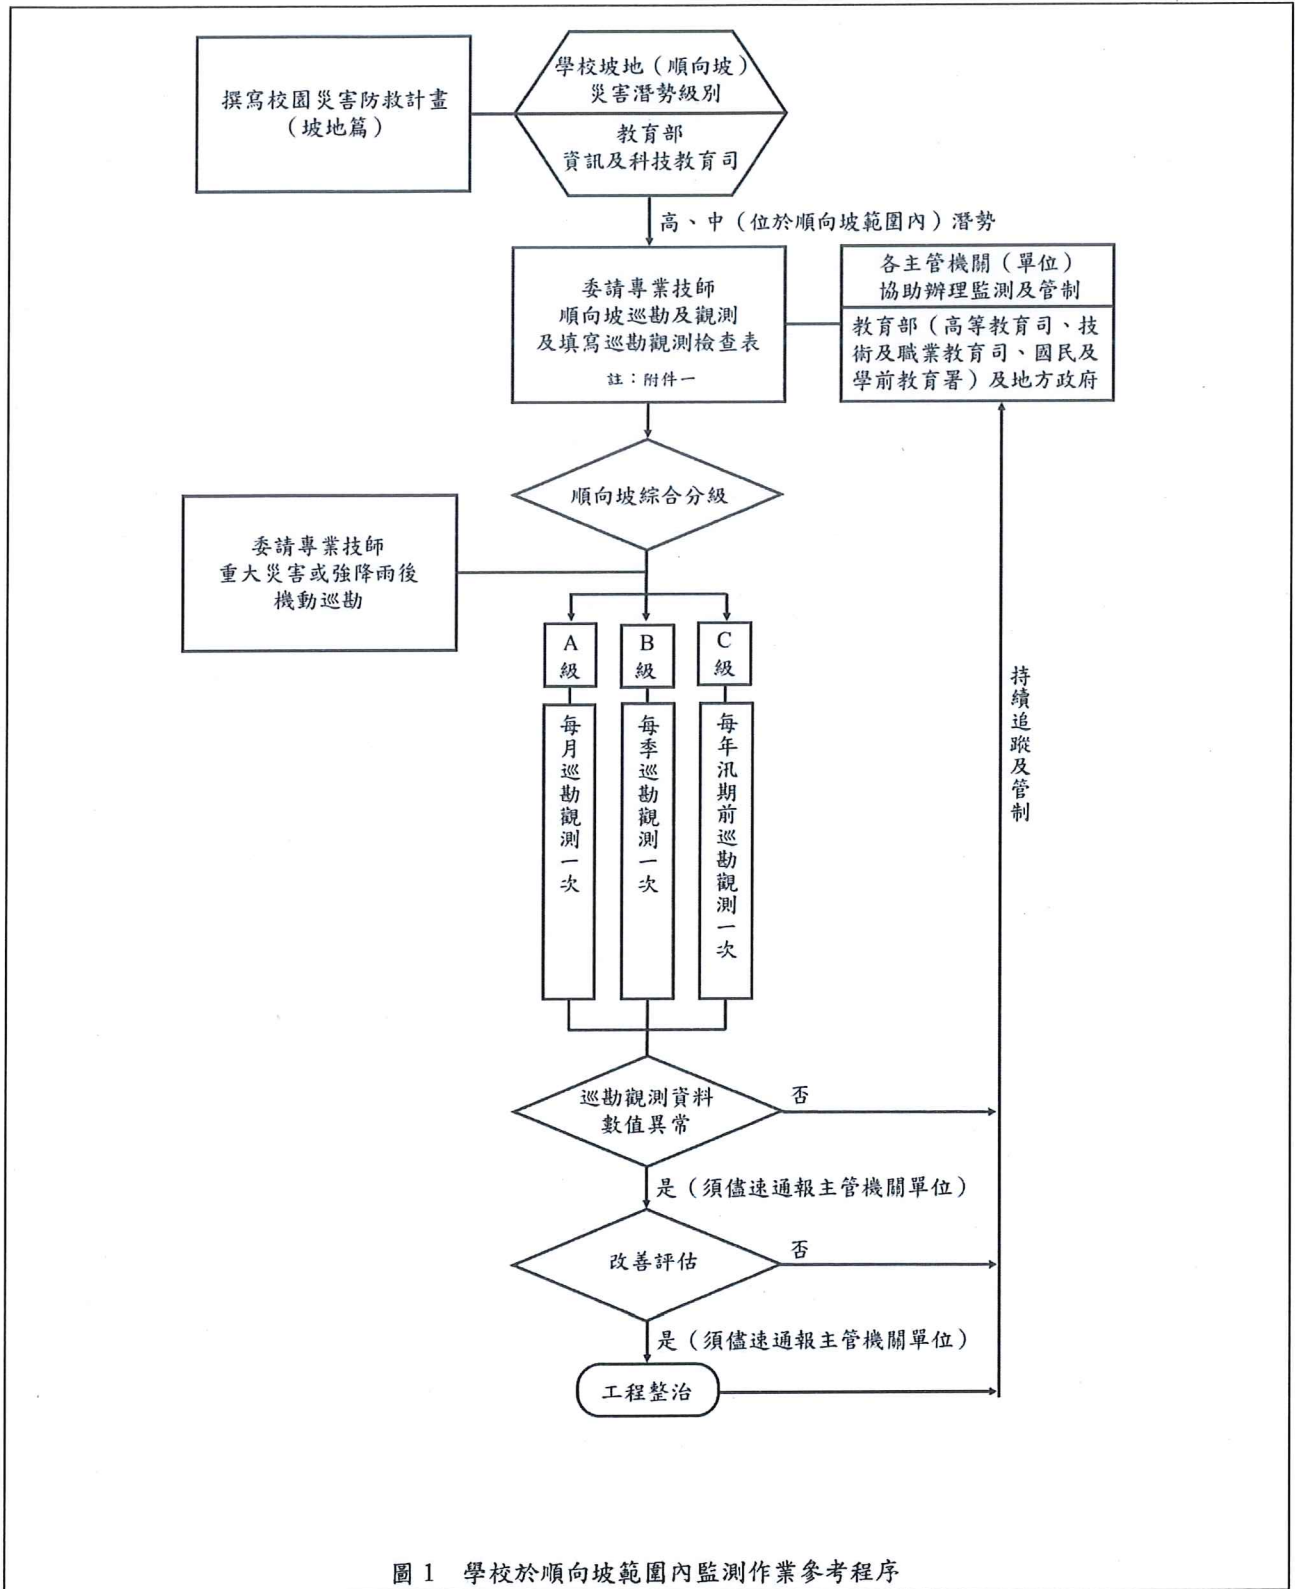 撰寫校園災害防救計畫
（坡地篇）
學校坡地（順向坡）
災害潛勢級別
教育部
資訊及科技教育司
高、中（位於順向坡範圍內）潛勢
委請專業技師
順向坡巡勘及觀測
及填寫巡勘觀測檢查表
註：附件一
各主管機關（單位）
協助辦理監測及管制
教育部（高等教育司、技
術及職業教育司、國民及
學前教育署）及地方政府
順向坡綜合分級
委請專業技師
重大災害或強降雨後
機動巡勘
A
級
B
級
C
級
每月巡勘觀測一次
每季巡勘觀測一次
每年汛期前巡勘觀測一次
持續追蹤及管制
巡勘觀測資料
數值異常
否
是（須儘速通報主管機關單位）
改善評估
否
是（須儘速通報主管機關單位）
工程整治
圖 1　學校於順向坡範圍內監測作業參考程序